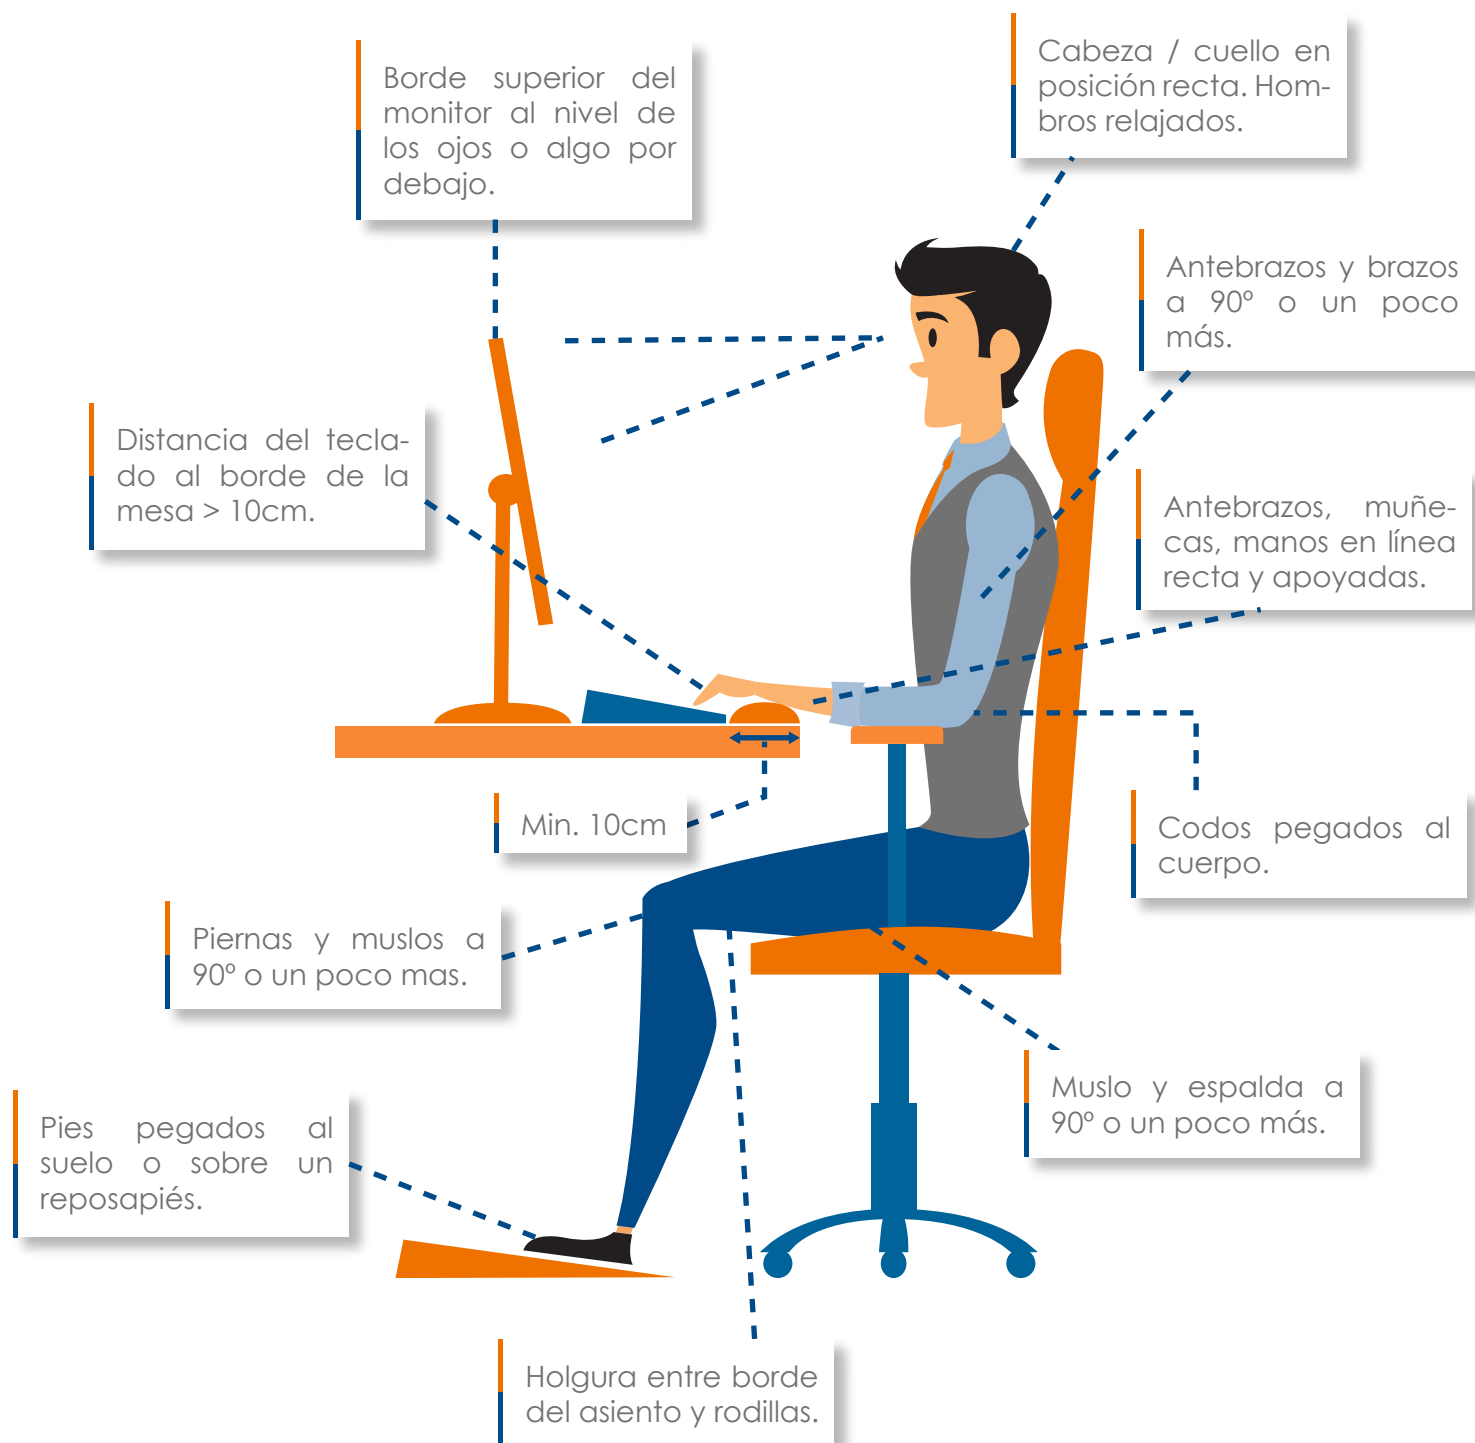 Borde superior del
monitor al nivel de
los ojos o algo por
debajo.
Cabeza / cuello en
posición recta. Hom-
bros relajados.
Antebrazos y brazos
a 90º o un poco
más.
Distancia del tecla-
do al borde de la
mesa > 10cm.
Antebrazos, muñe-
cas, manos en línea
recta y apoyadas.
Min. 10cm
Codos pegados al
cuerpo.
Piernas y muslos a
90º o un poco mas.
Muslo y espalda a
90º o un poco más.
Pies pegados al
suelo o sobre un
reposapiés.
Holgura entre borde
del asiento y rodillas.